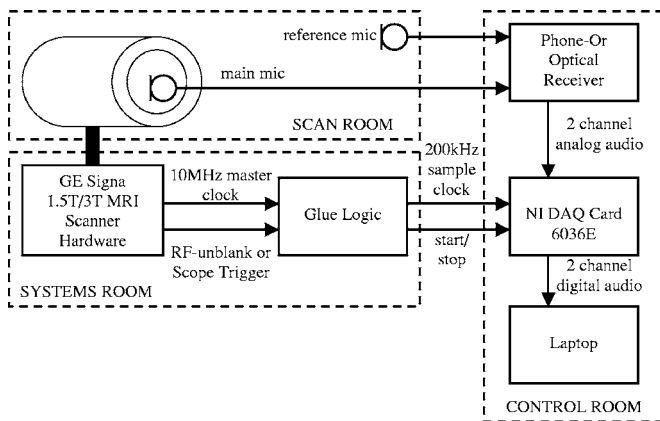 reference mic
main mic
SCAN ROOM
Phone-Or
Optical
Receiver
2 channel
analog audio
GE Signa
1.5T/3T MRI
Scanner
Hardware
10MHz master
clock
RF-unblank or
Scope Trigger
Glue Logic
200kHz
sample
clock
start/
stop
NI DAQ Card
6036E
2 channel
digital audio
Laptop
SYSTEMS ROOM
CONTROL ROOM